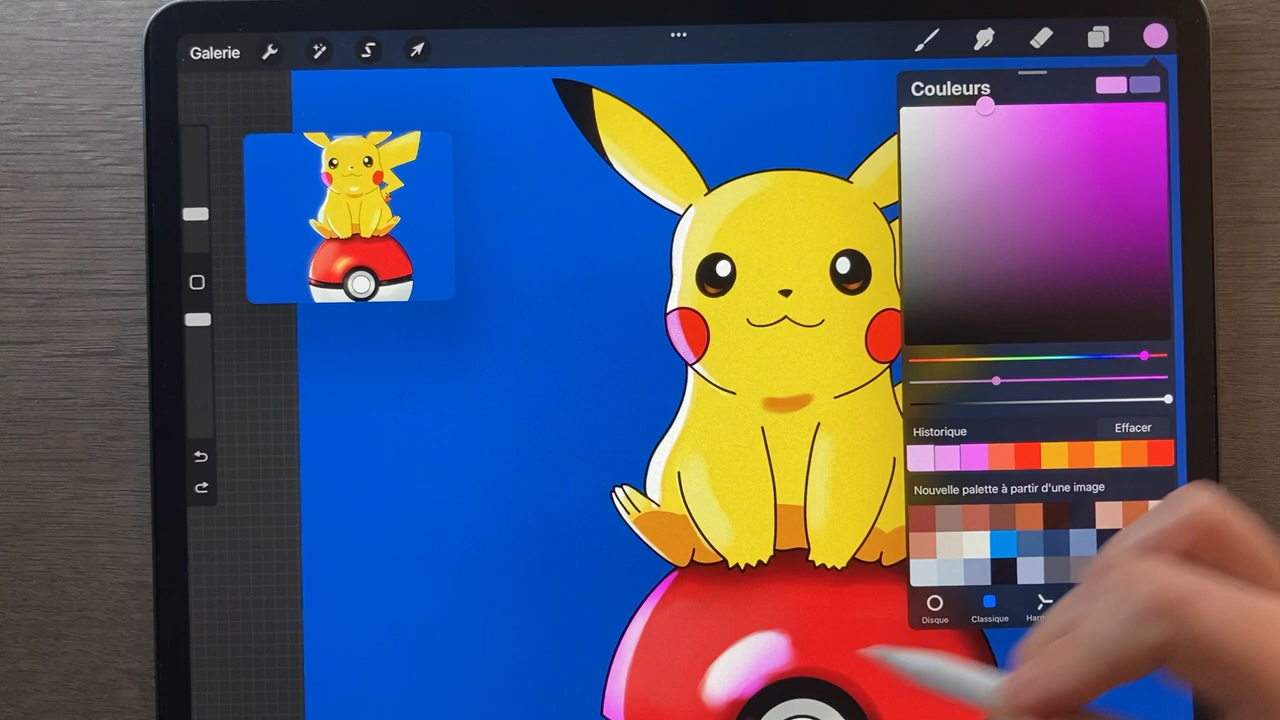 Galerie
Couleurs
Historique
Effacer
Nouvelle palette à partir d'une image
Disque
Classique